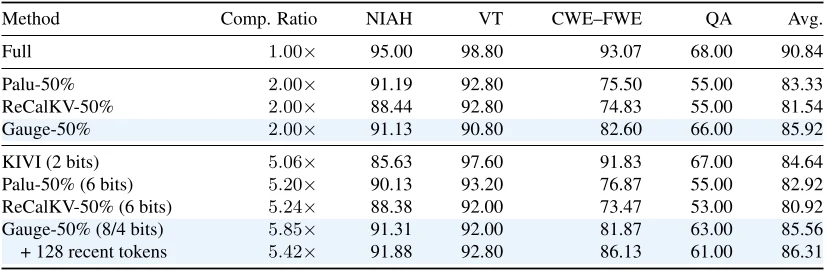 Method Comp. Ratio NIAH VT CWE–FWE QA Avg.
Full 1.00× 95.00 98.80 93.07 68.00 90.84
Palu-50% 2.00× 91.19 92.80 75.50 55.00 83.33
ReCalKV-50% 2.00× 88.44 92.80 74.83 55.00 81.54
Gauge-50% 2.00× 91.13 90.80 82.60 66.00 85.92
KIVI (2 bits) 5.06× 85.63 97.60 91.83 67.00 84.64
Palu-50% (6 bits) 5.20× 90.13 93.20 76.87 55.00 82.92
ReCalKV-50% (6 bits) 5.24× 88.38 92.00 73.47 53.00 80.92
Gauge-50% (8/4 bits) 5.85× 91.31 92.00 81.87 63.00 85.56
+ 128 recent tokens 5.42× 91.88 92.80 86.13 61.00 86.31